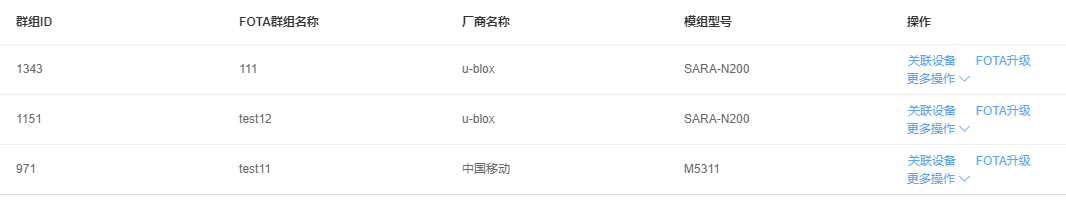 群组ID FOTA群组名称 厂商名称 模组型号 操作
1343 111 u-blox SARA-N200 关联设备 FOTA升级
更多操作
1151 test12 u-blox SARA-N200 关联设备 FOTA升级
更多操作
971 test11 中国移动 M5311 关联设备 FOTA升级
更多操作